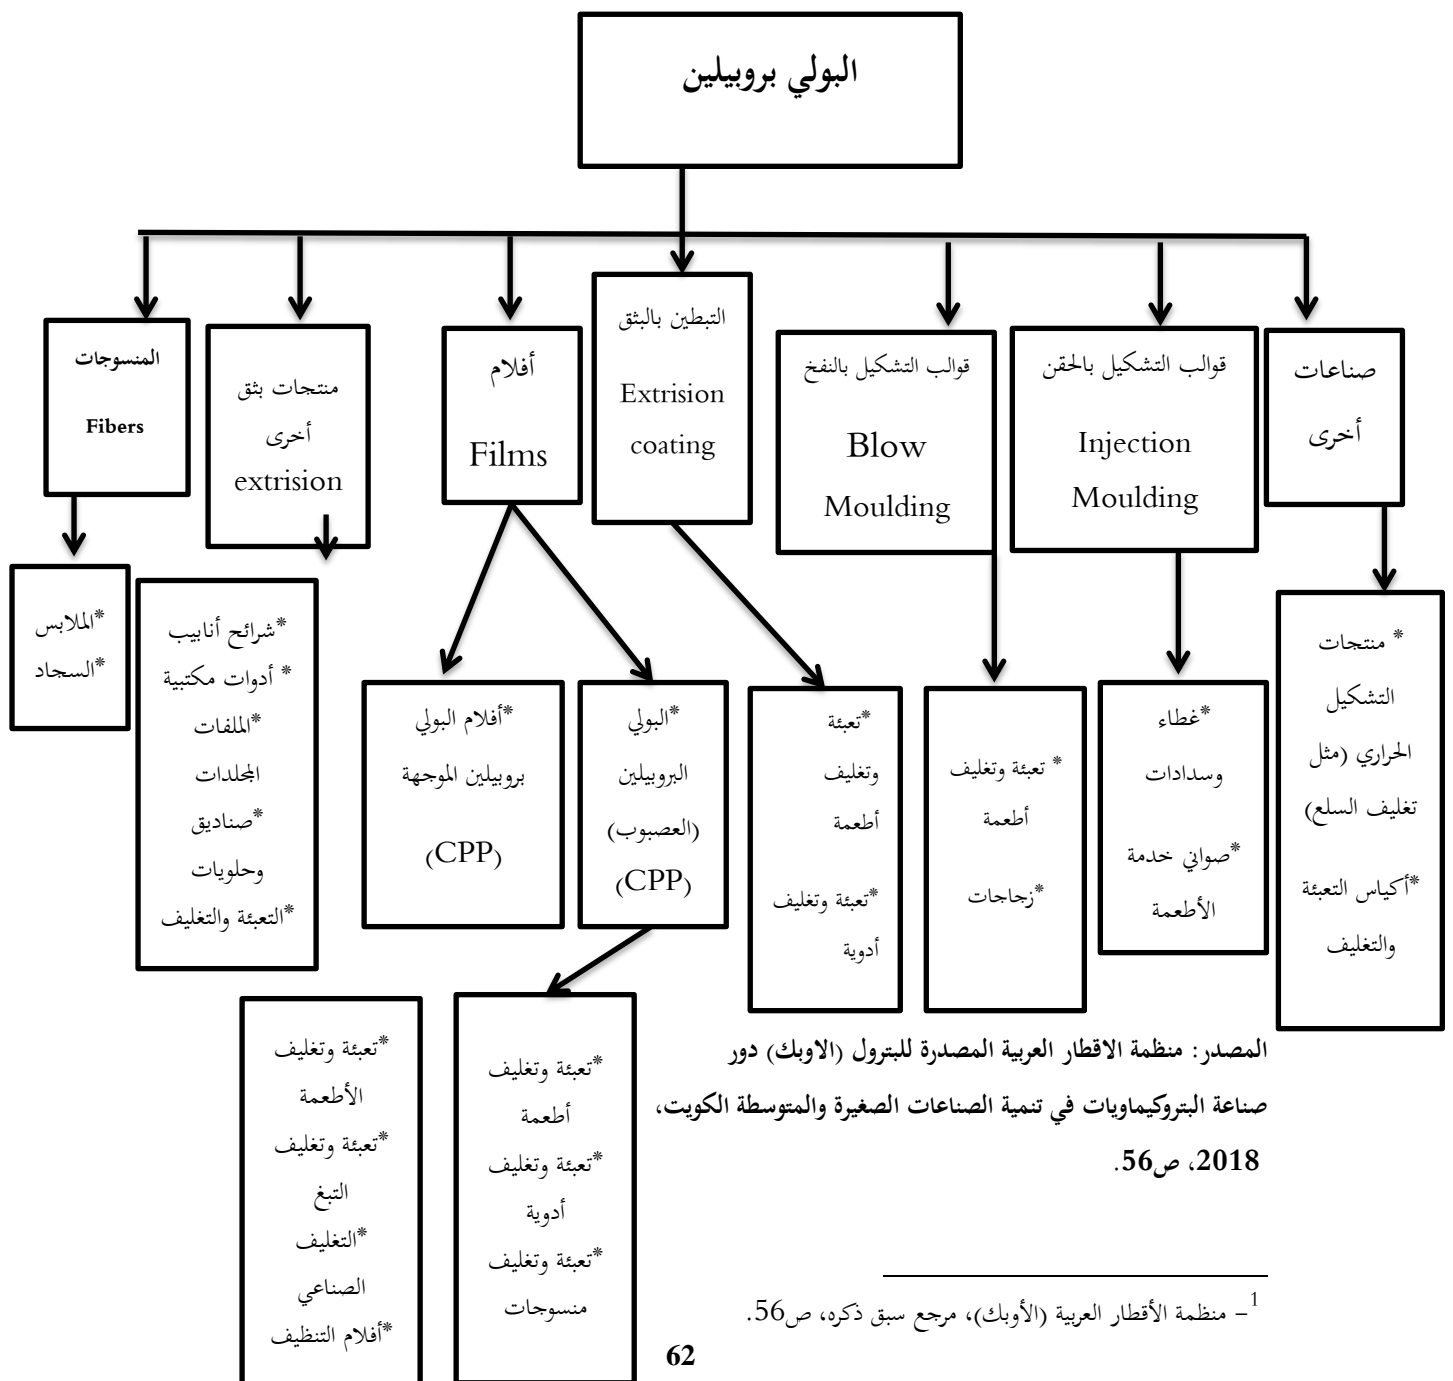 البولي بروبيلين
صناعات
أخرى
قوالب التشكيل بالحقن
Injection
Moulding
قوالب التشكيل بالنفخ
Blow
Moulding
التبطين بالبثق
Extrision
coating
أفلام
Films
منتجات بثق
أخرى
extrision
المنسوجات
Fibers
* منتجات
التشكيل
الحراري (مثل
تغليف السلع)
*أكياس التعبئة
والتغليف
*غطاء
وسدادات
*صواني خدمة
الأطعمة
* تعبئة وتغليف
أطعمة
*زجاجات
*تعبئة
وتغليف
أطعمة
*تعبئة وتغليف
أدوية
*البولي
البروبيلين
(العصبوب)
(CPP)
*أفلام البولي
بروبيلين الموجهة
(CPP)
*شرائح أنابيب
* أدوات مكتبية
*الملفات
المجلدات
*صناديق
وحلويات
*التعبئة والتغليف
*الملابس
*السجاد
*تعبئة وتغليف
أطعمة
*تعبئة وتغليف
أدوية
*تعبئة وتغليف
منسوجات
*تعبئة وتغليف
الأطعمة
*تعبئة وتغليف
التبغ
*التغليف
الصناعي
*أفلام التنظيف
المصدر: منظمة الاقطار العربية المصدرة للبترول (الاوبك) دور
صناعة البتروكيماويات في تنمية الصناعات الصغيرة والمتوسطة الكويت،
2018، ص56.
1– منظمة الأقطار العربية (الأوبك)، مرجع سبق ذكره، ص56.
62